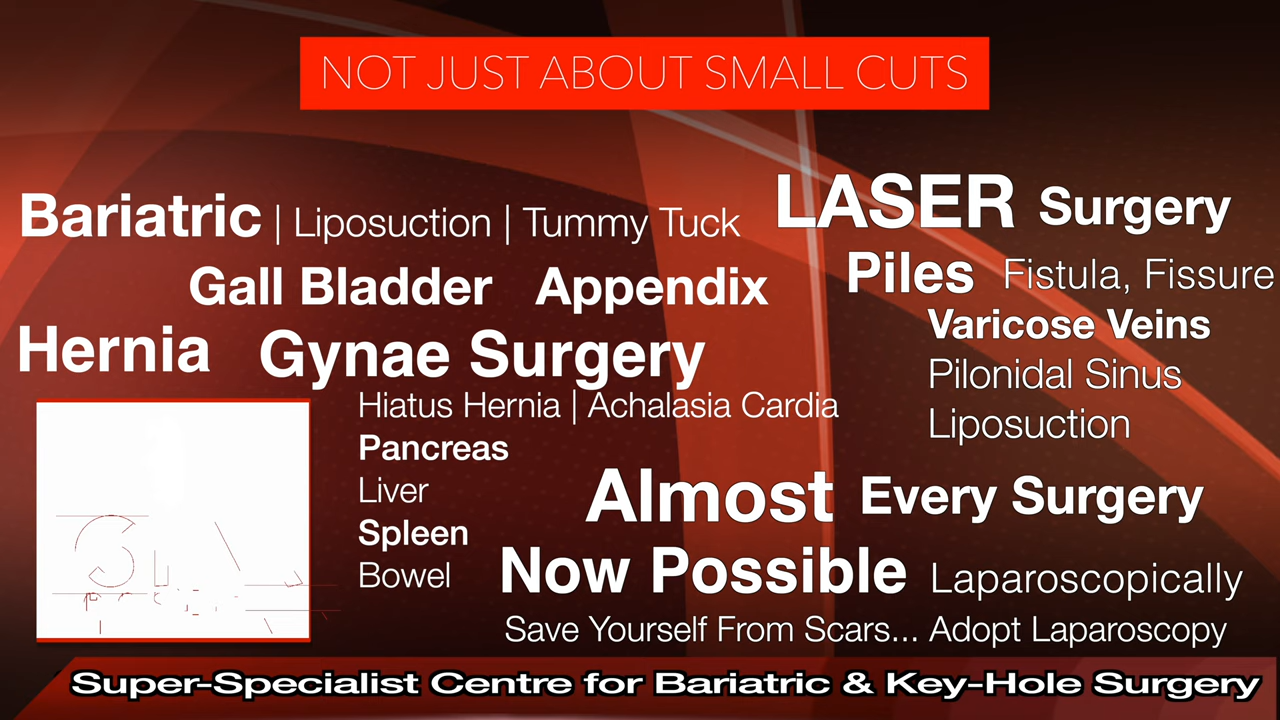 NOT JUST ABOUT SMALL CUTS
Bariatric | Liposuction | Tummy Tuck
Gall Bladder Appendix
Hernia Gynae Surgery
Hiatus Hernia | Achalasia Cardia
Pancreas
Liver
Spleen
Bowel
LASER Surgery
Piles Fistula, Fissure
Varicose Veins
Pilonidal Sinus
Liposuction
Almost Every Surgery
Now Possible Laparoscopically
Save Yourself From Scars... Adopt Laparoscopy
Super-Specialist Centre for Bariatric & Key-Hole Surgery